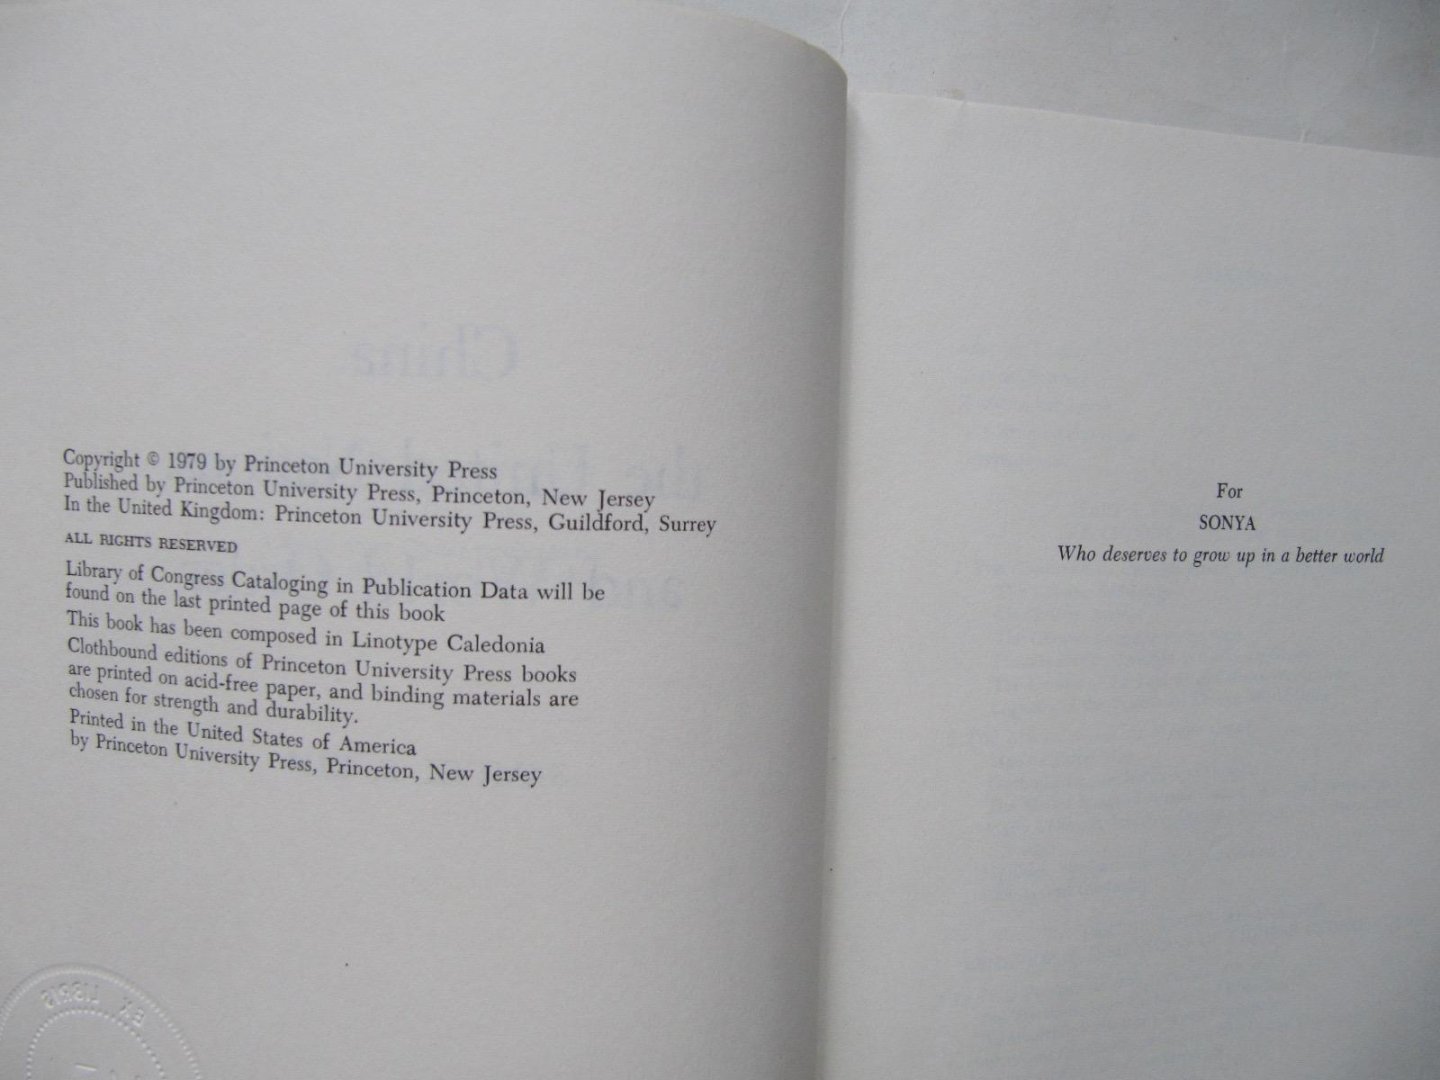 Copyright © 1979 by Princeton University Press
Published by Princeton University Press, Princeton, New Jersey
In the United Kingdom: Princeton University Press, Guildford, Surrey
ALL RIGHTS RESERVED
Library of Congress Cataloging in Publication Data will be
found on the last printed page of this book
This book has been composed in Linotype Caledonia
Clothbound editions of Princeton University Press books
are printed on acid-free paper, and binding materials are
chosen for strength and durability.
Printed in the United States of America
by Princeton University Press, Princeton, New Jersey
China
EX LIBRIS
For
SONYA
Who deserves to grow up in a better world